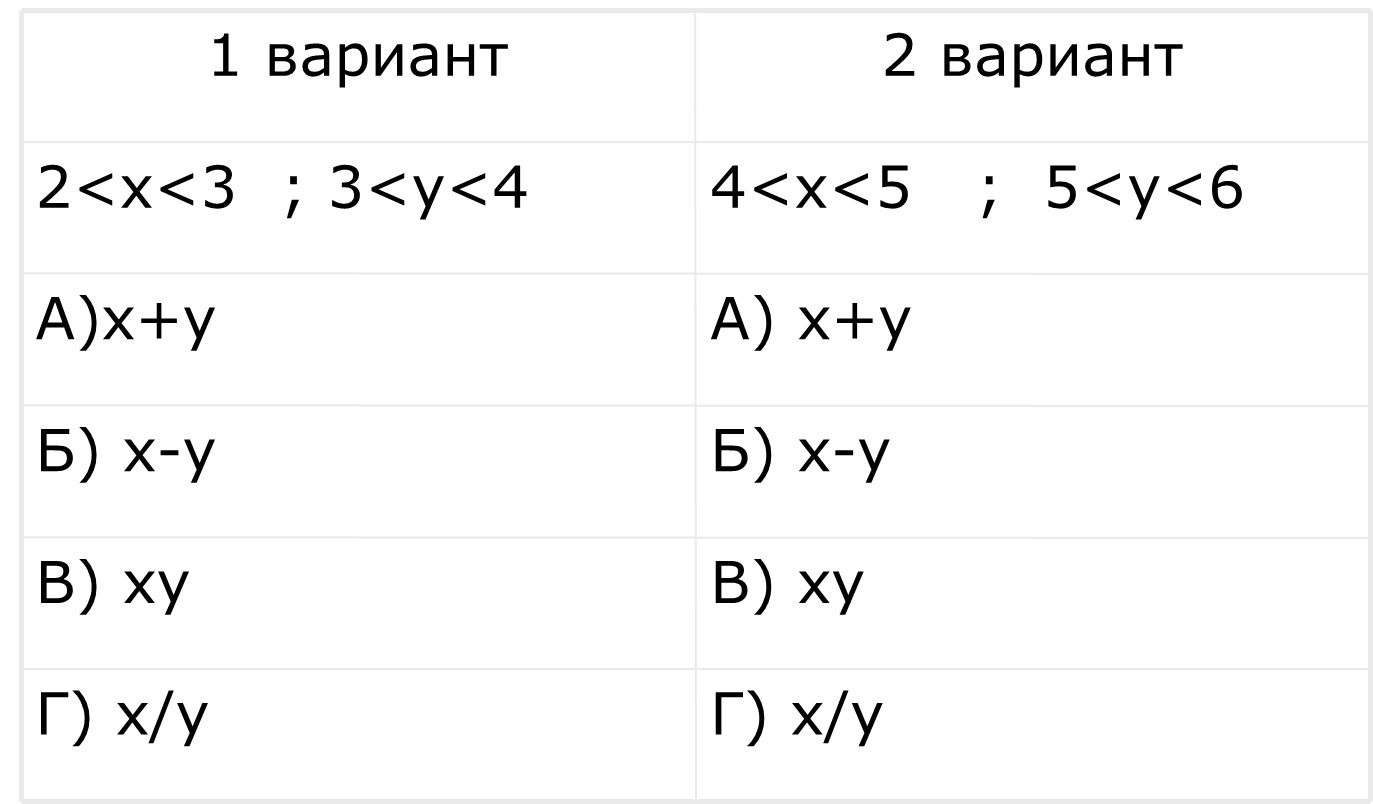 1 вариант 2 вариант
2<x<3 ; 3<y<4 4<x<5 ; 5<y<6
А)x+y А) x+y
Б) x-y Б) x-y
В) xy В) xy
Г) x/y Г) x/y